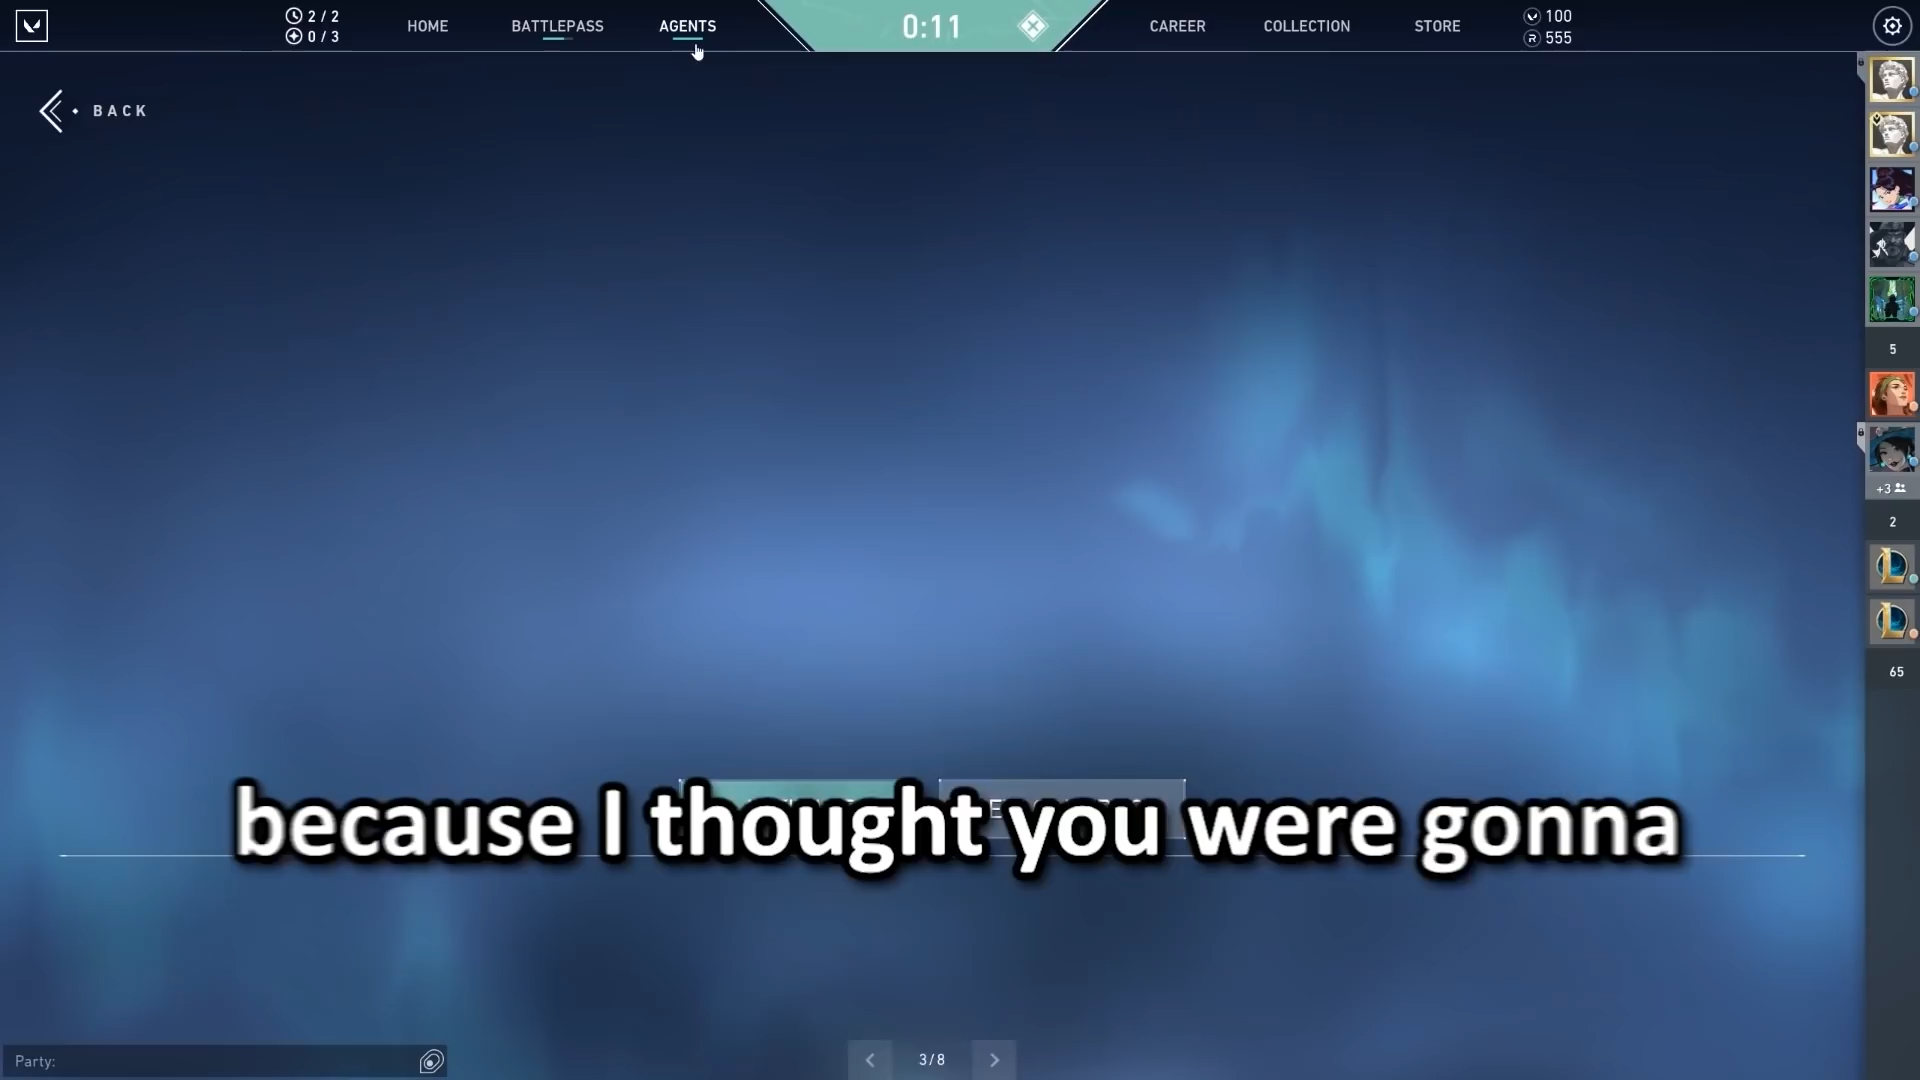 2 / 2
0 / 3
HOME
BATTLEPASS
AGENTS
0:11
CAREER
COLLECTION
STORE
100
R 555
BACK
5
+3
2
65
because I thought you were gonna
Party:
3/8